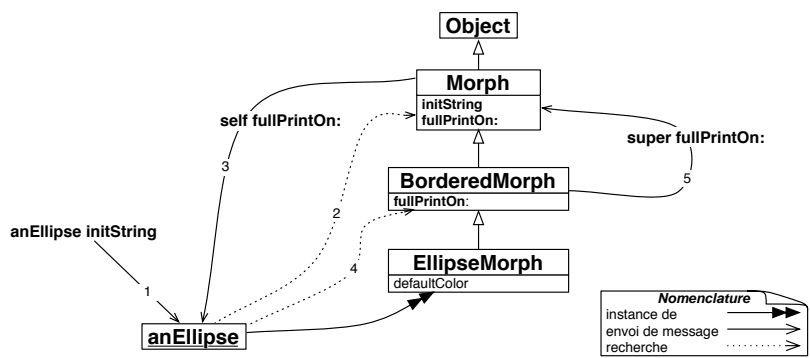 Object
Morph
initString
fullPrintOn:
self fullPrintOn:
super fullPrintOn:
3
5
BorderedMorph
fullPrintOn:
2
anEllipse initString
4
EllipseMorph
defaultColor
1
anEllipse
Nomenclature
instance de
envoi de message
recherche